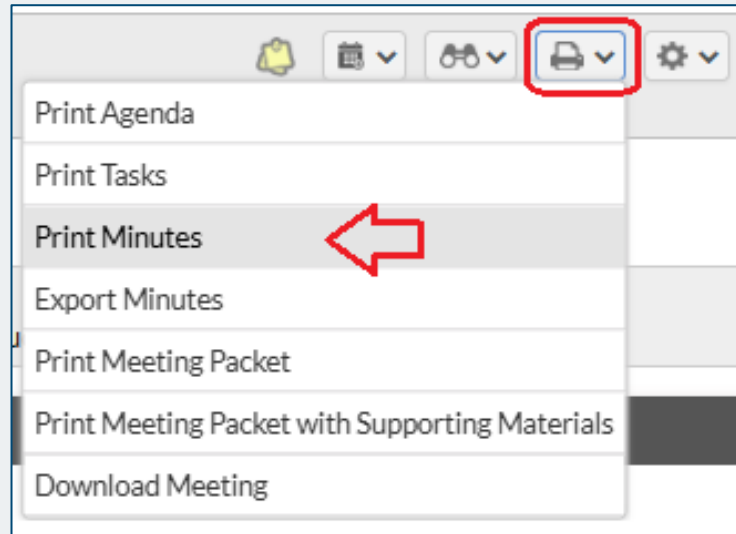 Print Agenda
Print Tasks
Print Minutes
Export Minutes
Print Meeting Packet
Print Meeting Packet with Supporting Materials
Download Meeting